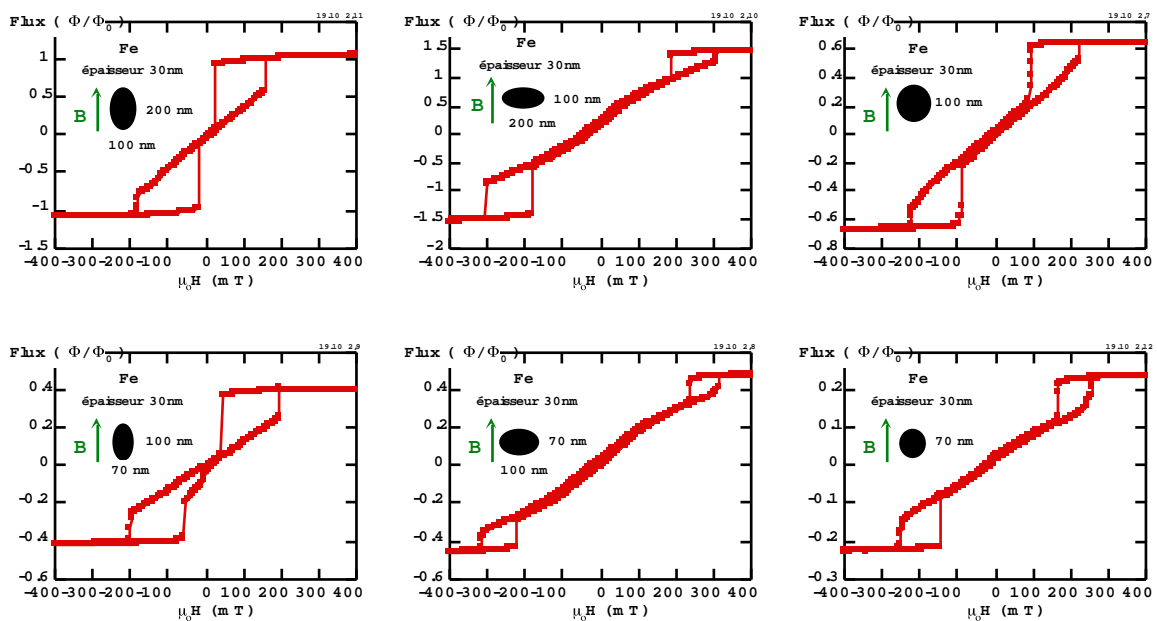 Flux ( Φ/Φ0) 19.10 2,11
1
0.5
0
-0.5
-1
-1.5
Fe
épaisseur 30nm
B
200 nm
100 nm
-400 -300 -200 -100 0 100 200 300 400
μoH (mT)
Flux ( Φ/Φ0) 19.10 2,10
1.5
1
0.5
0
-0.5
-1
-1.5
-2
Fe
épaisseur 30nm
B
100 nm
200 nm
-400 -300 -200 -100 0 100 200 300 400
μoH (mT)
Flux ( Φ/Φ0) 19.10 2,7
0.6
0.4
0.2
0
-0.2
-0.4
-0.6
-0.8
Fe
épaisseur 30nm
B
100 nm
-400 -300 -200 -100 0 100 200 300 400
μoH (mT)
Flux ( Φ/Φ0) 19.10 2,9
0.4
0.2
0
-0.2
-0.4
-0.6
Fe
épaisseur 30nm
B
100 nm
70 nm
-400 -300 -200 -100 0 100 200 300 400
μoH (mT)
Flux ( Φ/Φ0) 19.10 2,8
0.4
0.2
0
-0.2
-0.4
-0.6
Fe
épaisseur 30nm
B
70 nm
100 nm
-400 -300 -200 -100 0 100 200 300 400
μoH (mT)
Flux ( Φ/Φ0) 19.10 2,12
0.2
0.1
0
-0.1
-0.2
-0.3
Fe
épaisseur 30nm
B
70 nm
-400 -300 -200 -100 0 100 200 300 400
μoH (mT)